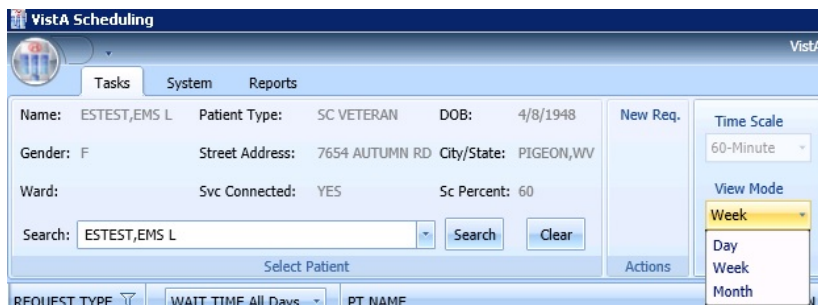 VistA Scheduling
VistA
Tasks System Reports
Name: ESTEST,EMS L Patient Type: SC VETERAN DOB: 4/8/1948 New Req. Time Scale
60-Minute
Gender: F Street Address: 7654 AUTUMN RD City/State: PIGEON,WV
View Mode
Ward: Svc Connected: YES Sc Percent: 60
Week
Search: ESTEST,EMS L Search Clear
Day
Week
Select Patient Actions
Month
REQUEST TYPE WAIT TIME All Days PT NAME